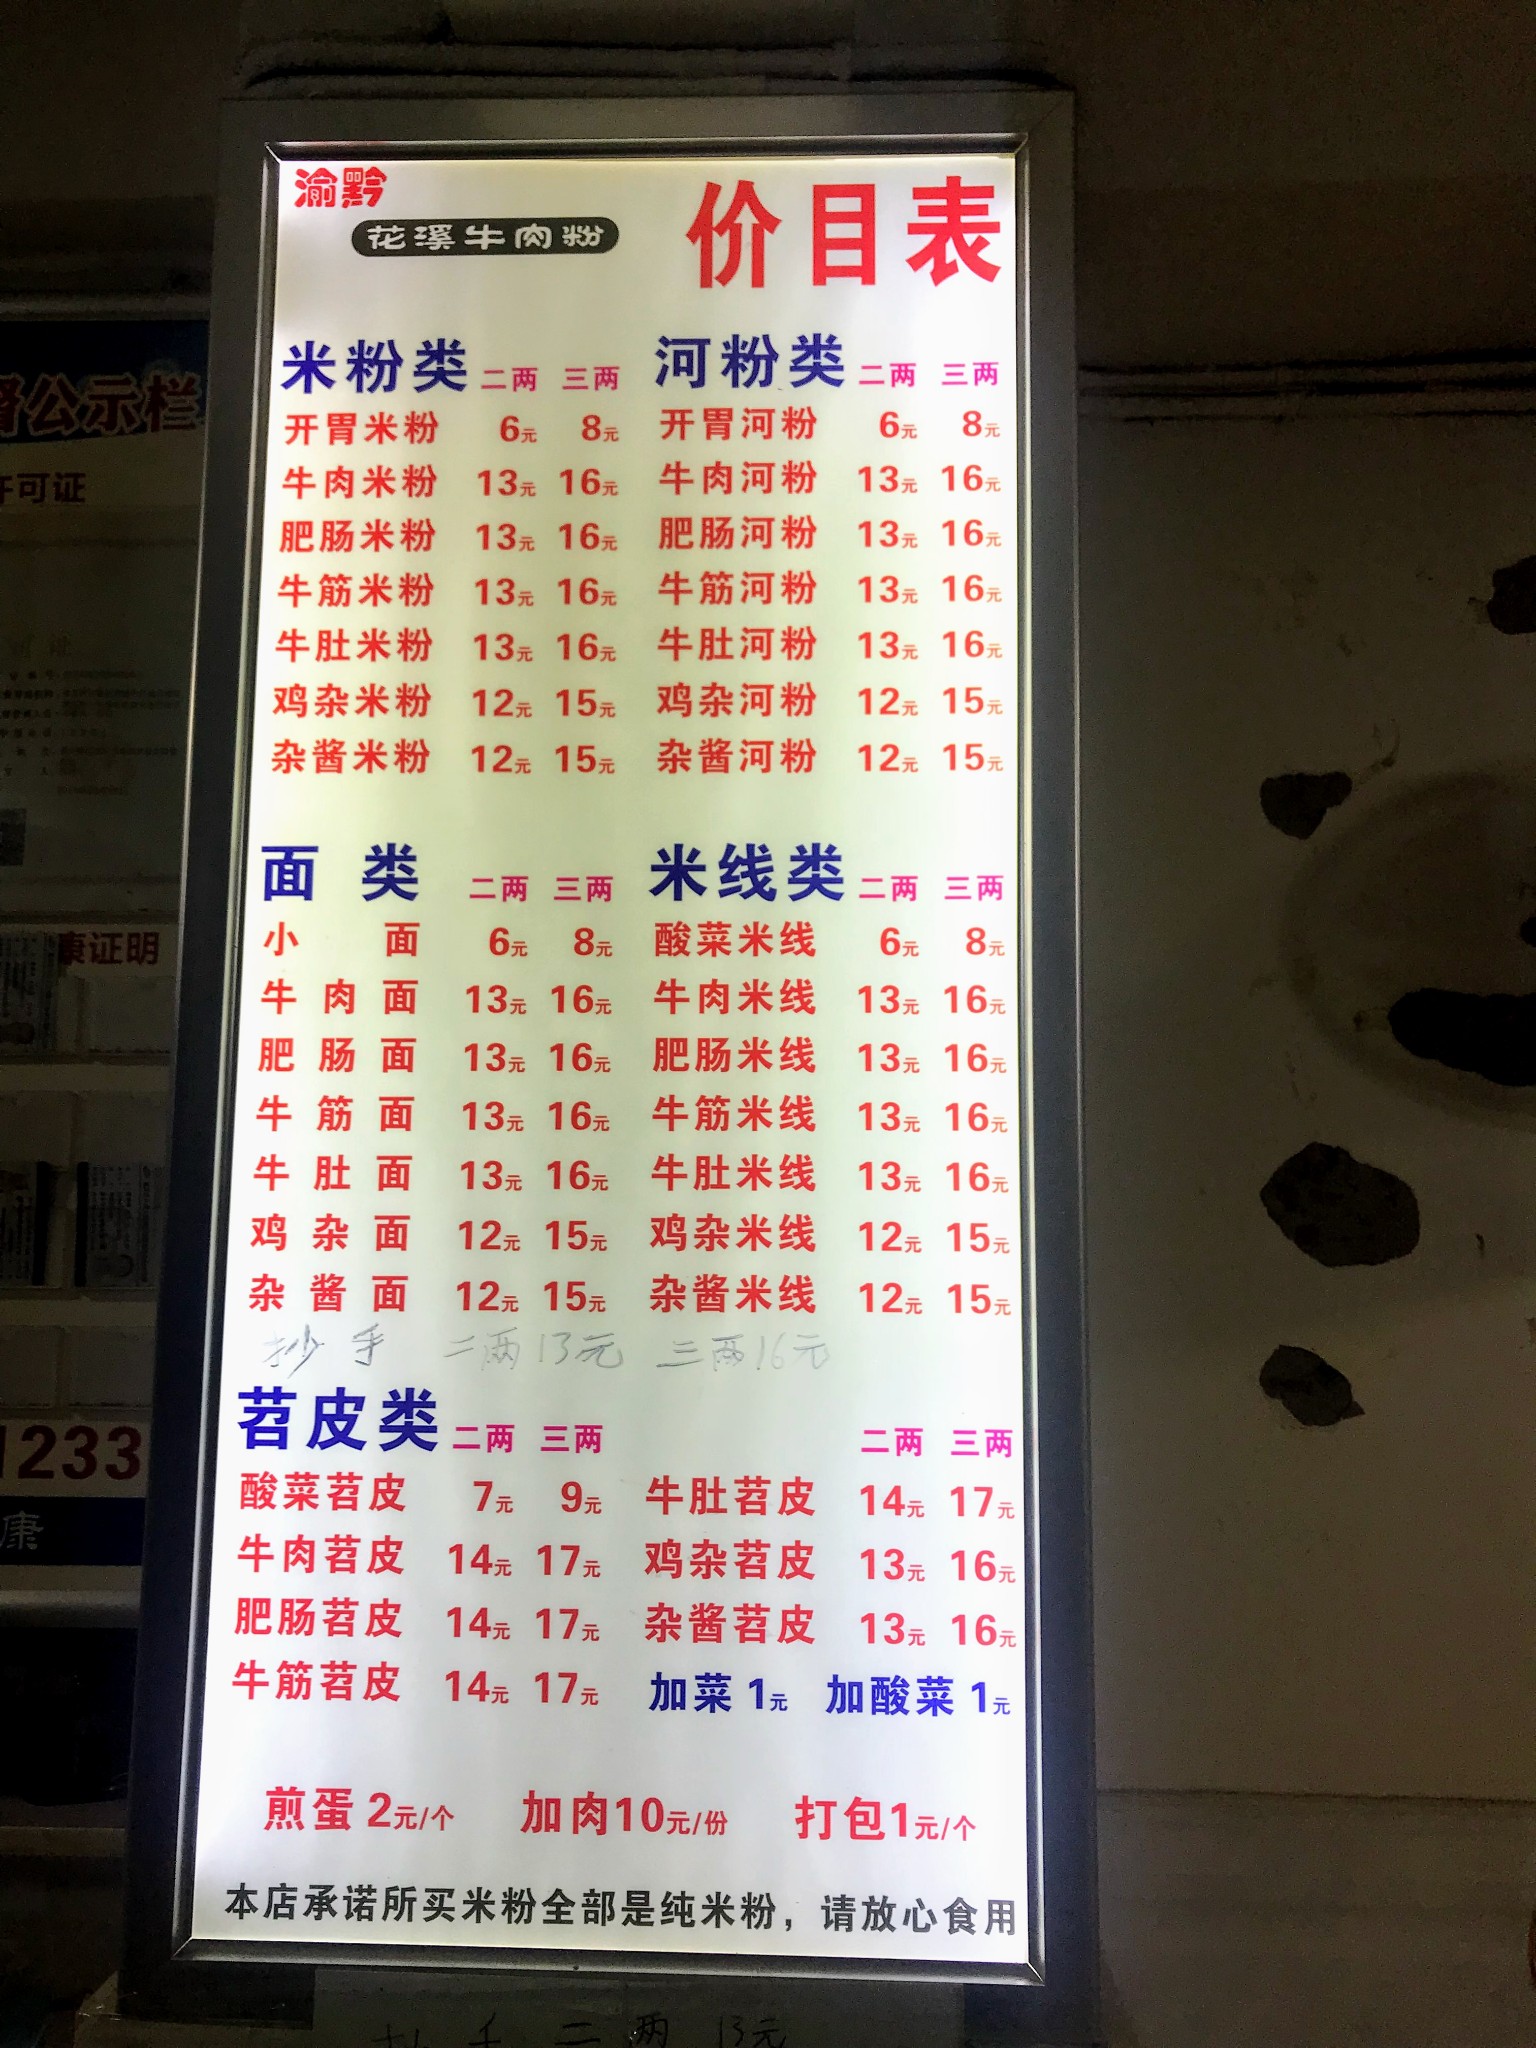 渝黔
花溪牛肉粉
价目表
米粉类 二两 三两
开胃米粉 6元 8元
牛肉米粉 13元 16元
肥肠米粉 13元 16元
牛筋米粉 13元 16元
牛肚米粉 13元 16元
鸡杂米粉 12元 15元
杂酱米粉 12元 15元
河粉类 二两 三两
开胃河粉 6元 8元
牛肉河粉 13元 16元
肥肠河粉 13元 16元
牛筋河粉 13元 16元
牛肚河粉 13元 16元
鸡杂河粉 12元 15元
杂酱河粉 12元 15元
面 类 二两 三两
小 面 6元 8元
牛肉面 13元 16元
肥肠面 13元 16元
牛筋面 13元 16元
牛肚面 13元 16元
鸡杂面 12元 15元
杂酱面 12元 15元
米线类 二两 三两
酸菜米线 6元 8元
牛肉米线 13元 16元
肥肠米线 13元 16元
牛筋米线 13元 16元
牛肚米线 13元 16元
鸡杂米线 12元 15元
杂酱米线 12元 15元
抄手 二两13元 三两16元
苕皮类 二两 三两
酸菜苕皮 7元 9元
牛肉苕皮 14元 17元
肥肠苕皮 14元 17元
牛筋苕皮 14元 17元
二两 三两
牛肚苕皮 14元 17元
鸡杂苕皮 13元 16元
杂酱苕皮 13元 16元
加菜 1元 加酸菜 1元
煎蛋2元/个 加肉10元/份 打包1元/个
本店承诺所买米粉全部是纯米粉，请放心食用
抄手 二两 13元
公示栏
许可证
康证明
1233
康